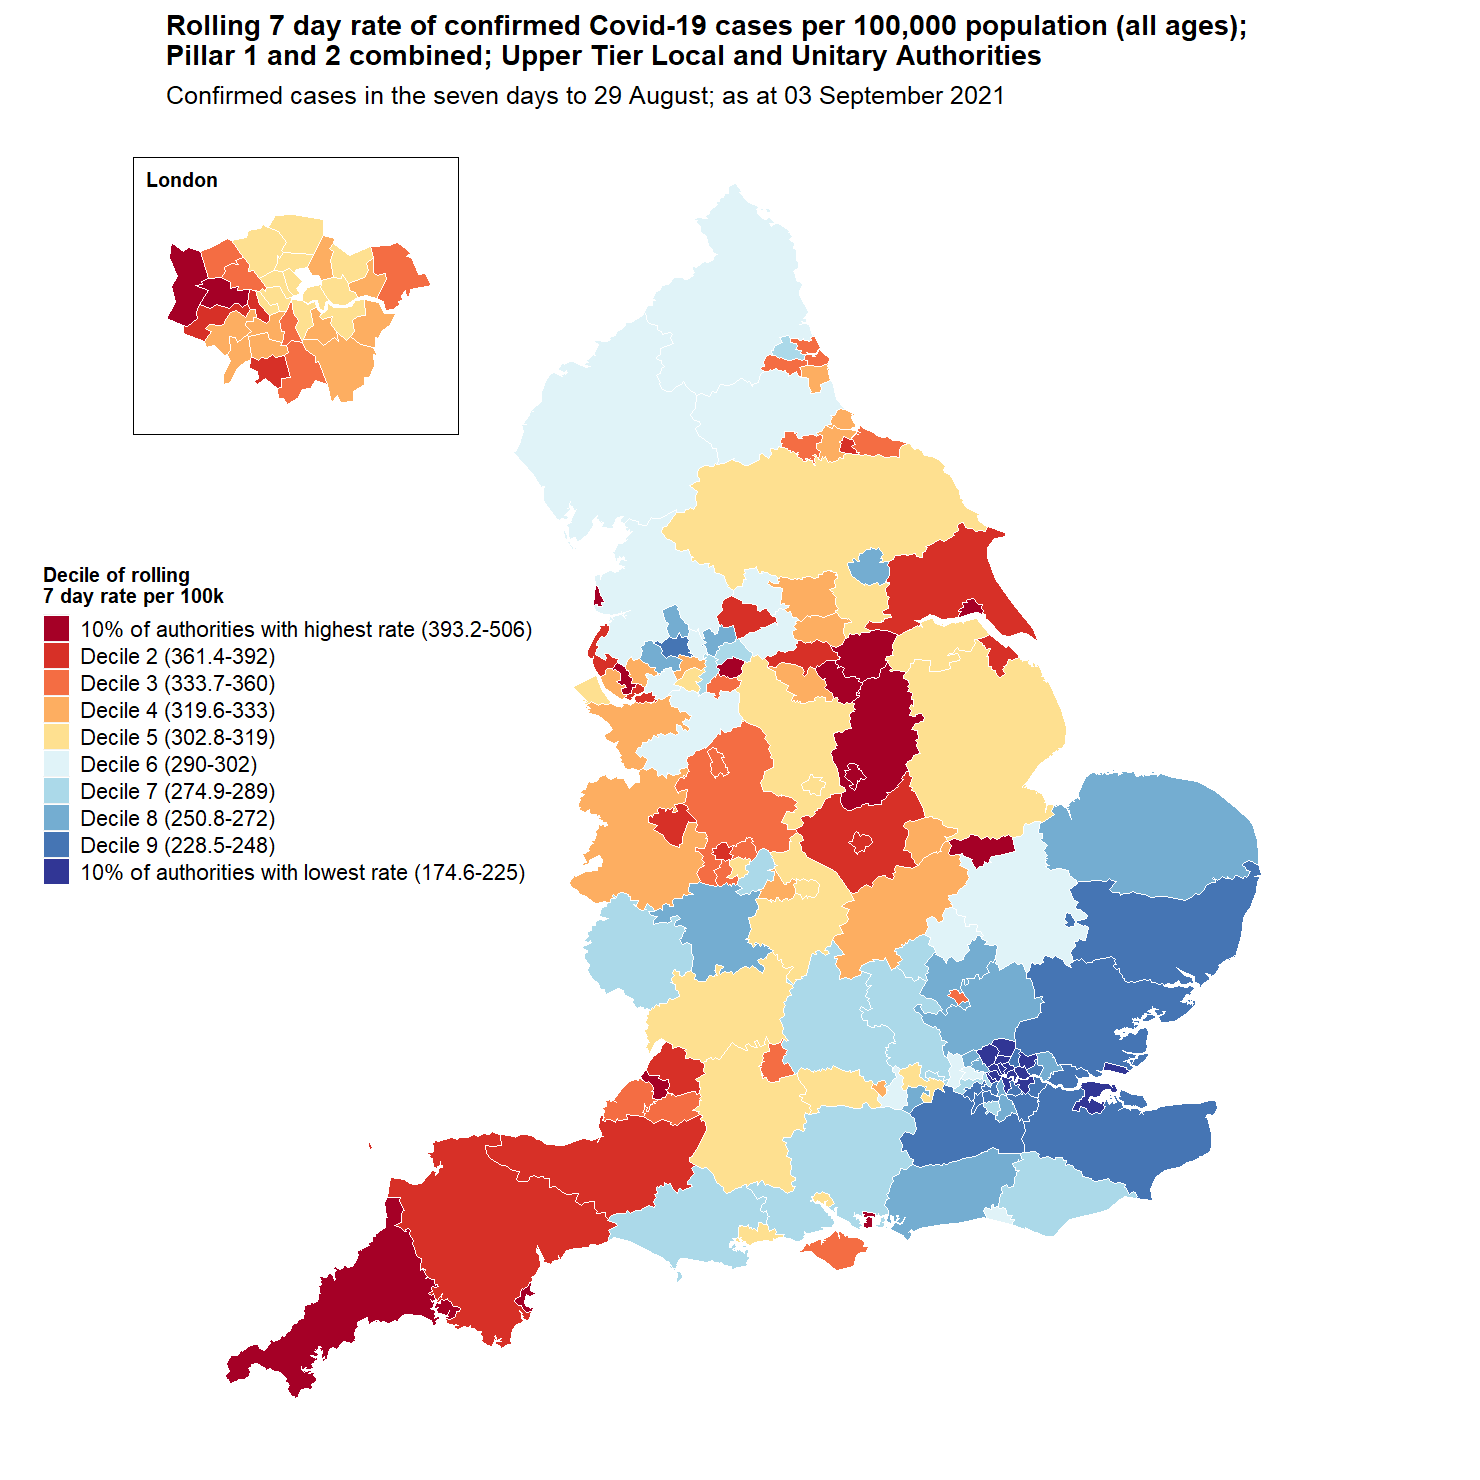 Rolling 7 day rate of confirmed Covid-19 cases per 100,000 population (all ages);
Pillar 1 and 2 combined; Upper Tier Local and Unitary Authorities
Confirmed cases in the seven days to 29 August; as at 03 September 2021
London
Decile of rolling
7 day rate per 100k
10% of authorities with highest rate (393.2-506)
Decile 2 (361.4-392)
Decile 3 (333.7-360)
Decile 4 (319.6-333)
Decile 5 (302.8-319)
Decile 6 (290-302)
Decile 7 (274.9-289)
Decile 8 (250.8-272)
Decile 9 (228.5-248)
10% of authorities with lowest rate (174.6-225)